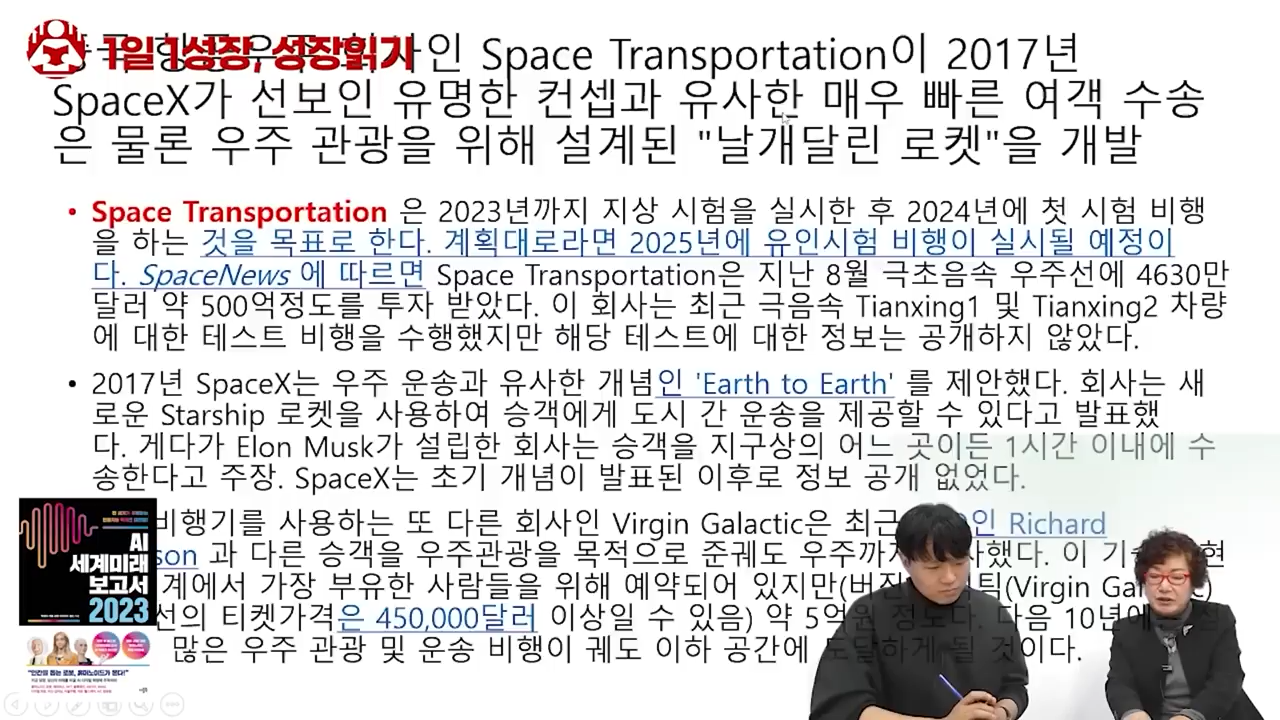 1일 1성장, 성장읽기
인 Space Transportation이 2017년
SpaceX가 선보인 유명한 컨셉과 유사한 매우 빠른 여객 수송
은 물론 우주 관광을 위해 설계된 "날개달린 로켓"을 개발
• Space Transportation 은 2023년까지 지상 시험을 실시한 후 2024년에 첫 시험 비행
을 하는 것을 목표로 한다. 계획대로라면 2025년에 유인시험 비행이 실시될 예정이
다. SpaceNews 에 따르면 Space Transportation은 지난 8월 극초음속 우주선에 4630만
달러 약 500억정도를 투자 받았다. 이 회사는 최근 극음속 Tianxing1 및 Tianxing2 차량
에 대한 테스트 비행을 수행했지만 해당 테스트에 대한 정보는 공개하지 않았다.
• 2017년 SpaceX는 우주 운송과 유사한 개념인 'Earth to Earth' 를 제안했다. 회사는 새
로운 Starship 로켓을 사용하여 승객에게 도시 간 운송을 제공할 수 있다고 발표했
다. 게다가 Elon Musk가 설립한 회사는 승객을 지구상의 어느 곳이든 1시간 이내에 수
송한다고 주장. SpaceX는 초기 개념이 발표된 이후로 정보 공개 없었다.
비행기를 사용하는 또 다른 회사인 Virgin Galactic은 최근 인 Richard
son 과 다른 승객을 우주관광을 목적으로 준궤도 우주까지 사했다. 이 기술 현
계에서 가장 부유한 사람들을 위해 예약되어 있지만(버진 틱(Virgin Galactic)
선의 티켓가격은 450,000달러 이상일 수 있음) 약 5억원 정도다. 다음 10년에
많은 우주 관광 및 운송 비행이 궤도 이하 공간에 도달하게 될 것이다.
AI
세계미래
보고서
2023